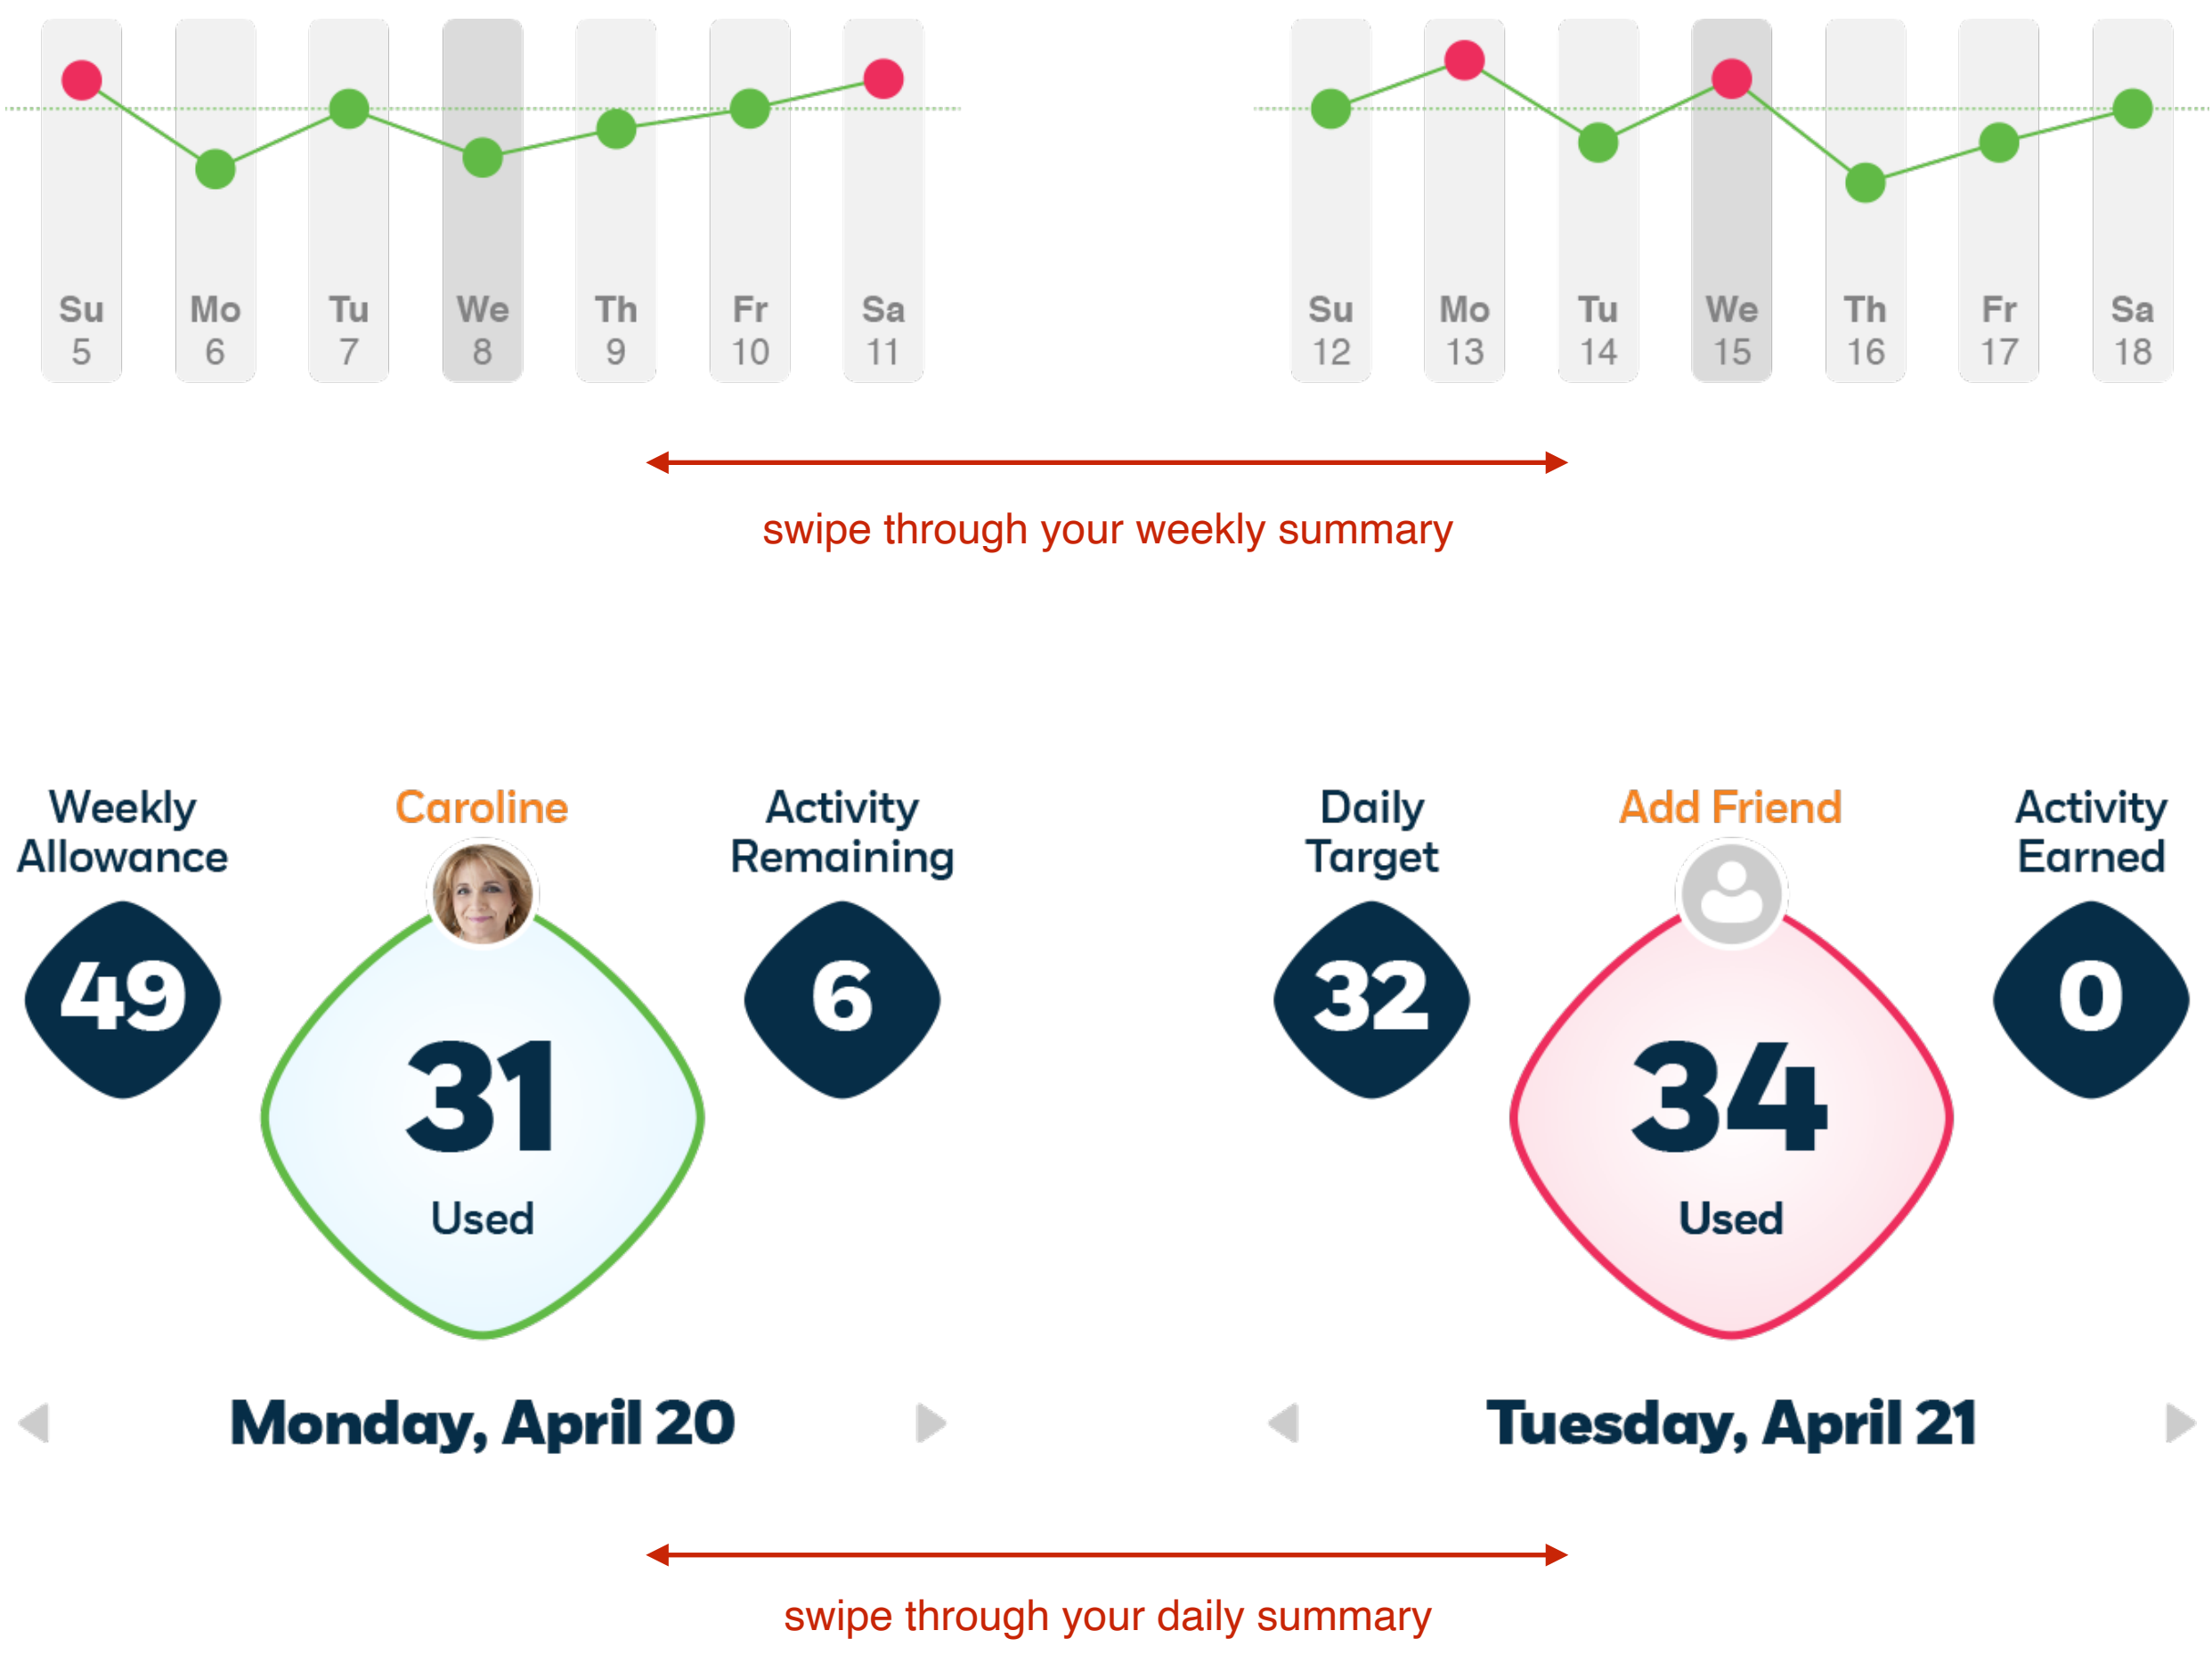 Su Mo Tu We Th Fr Sa
5 6 7 8 9 10 11
Su Mo Tu We Th Fr Sa
12 13 14 15 16 17 18
swipe through your weekly summary
Weekly
Allowance
49
Caroline
31
Used
Activity
Remaining
6
Monday, April 20
Daily
Target
32
Add Friend
34
Used
Activity
Earned
0
Tuesday, April 21
swipe through your daily summary